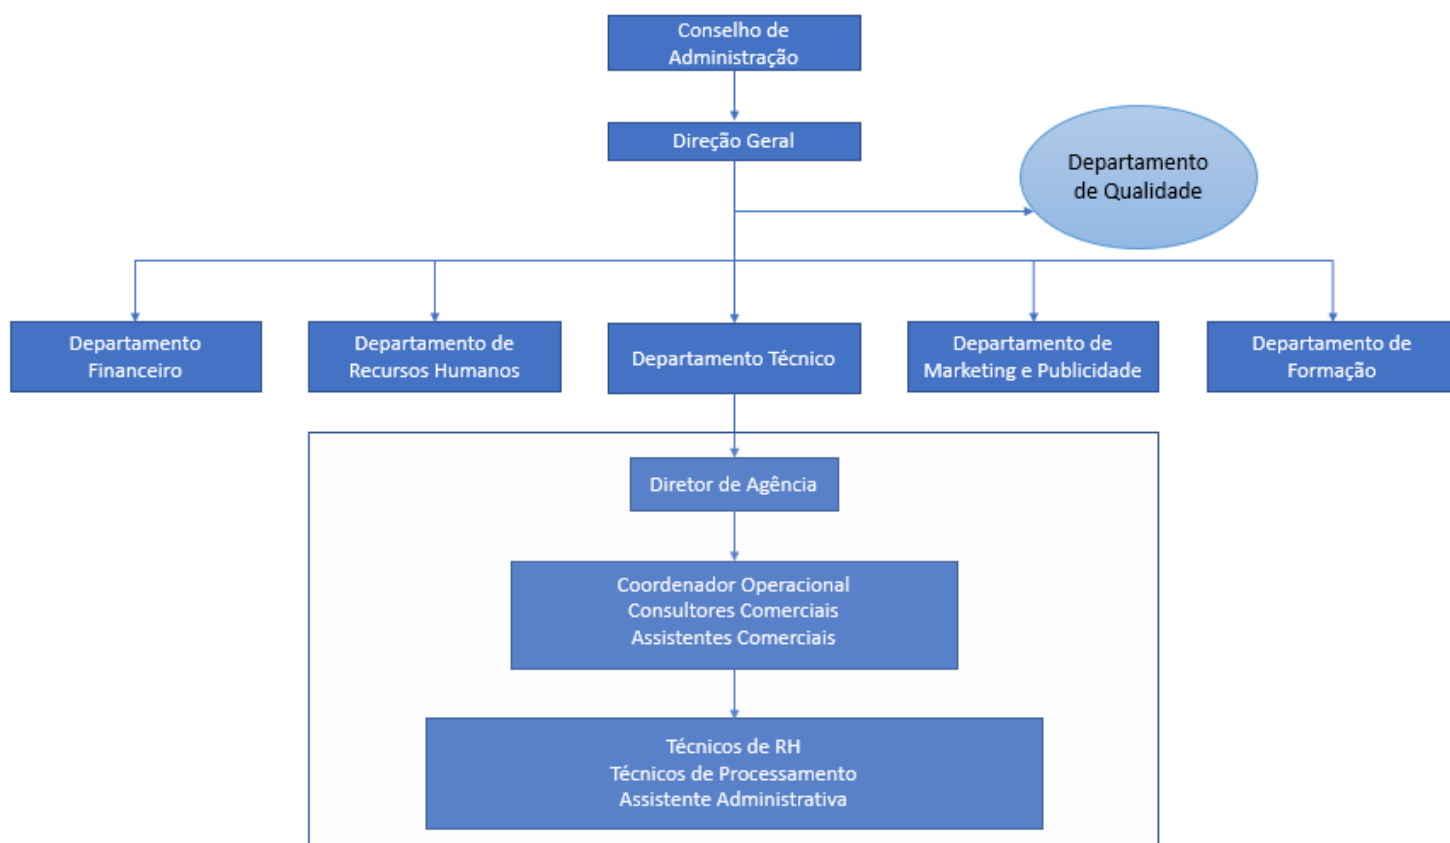 Conselho de
Administração
Direção Geral
Departamento
de Qualidade
Departamento
Financeiro
Departamento de
Recursos Humanos
Departamento Técnico
Departamento de
Marketing e Publicidade
Departamento de
Formação
Diretor de Agência
Coordenador Operacional
Consultores Comerciais
Assistentes Comerciais
Técnicos de RH
Técnicos de Processamento
Assistente Administrativa